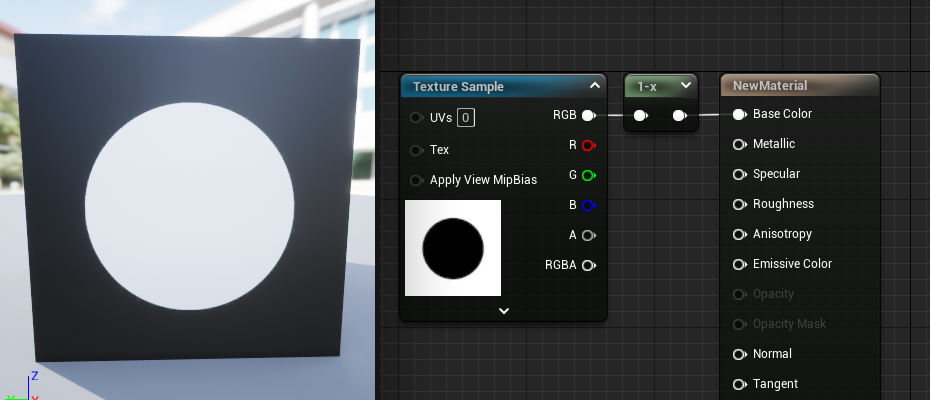 Texture Sample
1-x
NewMaterial
UVs 0
RGB
Base Color
Tex
R
Metallic
Apply View MipBias
G
Specular
B
Roughness
A
Anisotropy
RGBA
Emissive Color
Opacity
Opacity Mask
Normal
Tangent
Z